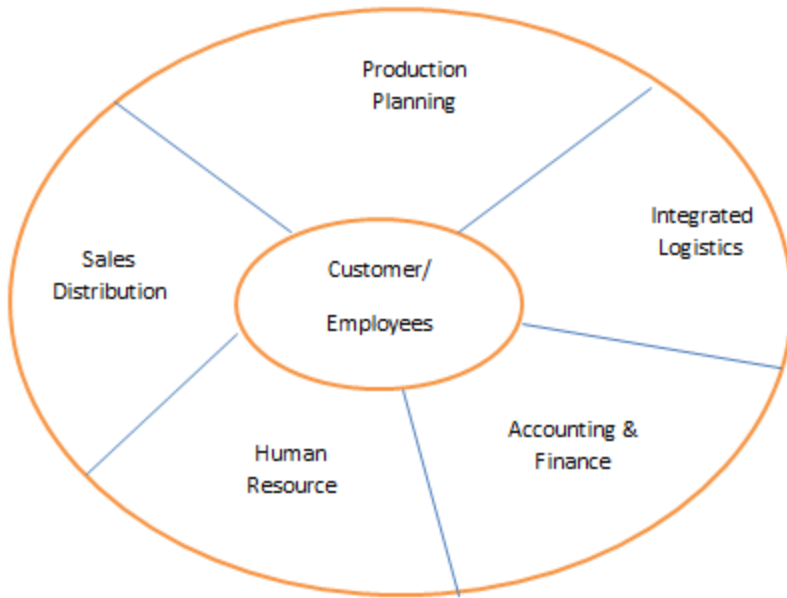 Production
Planning
Integrated
Logistics
Sales
Distribution
Customer/
Employees
Accounting &
Finance
Human
Resource